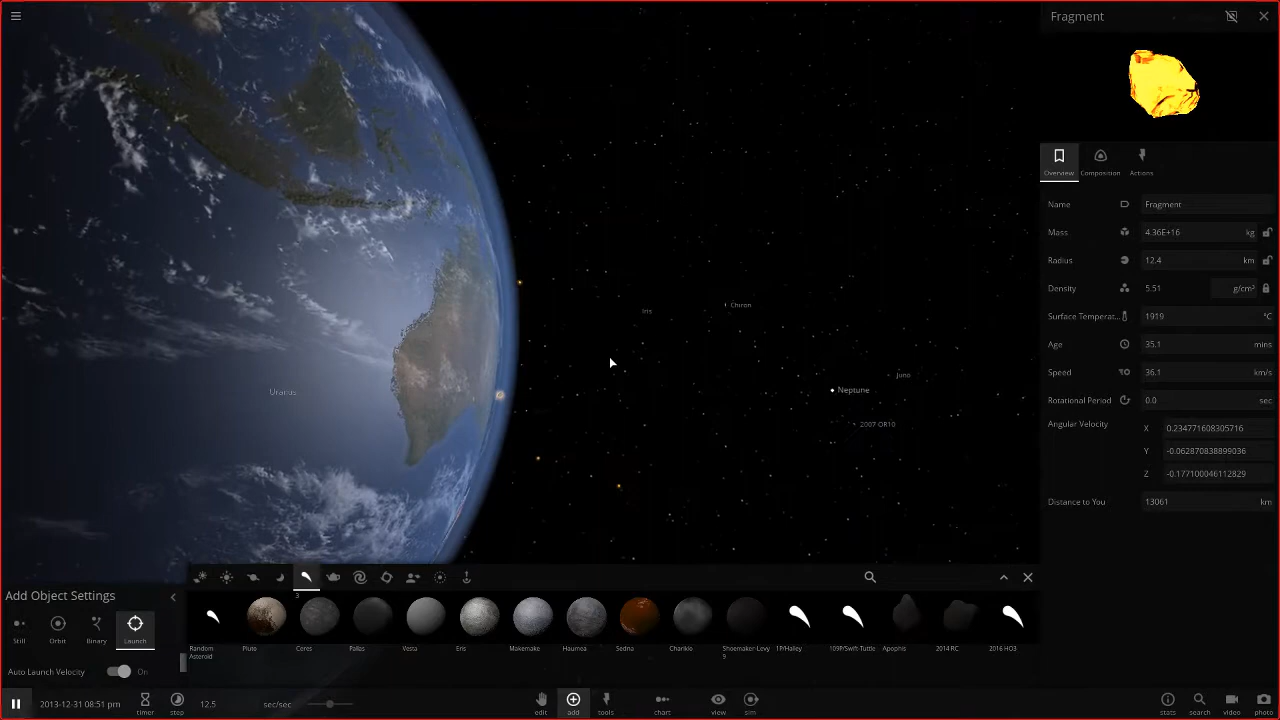 Fragment
Overview
Composition
Actions
Name
Fragment
Mass
4.36E+16
kg
Radius
12.4
km
Density
5.51
g/cm³
Surface Temperat...
1919
°C
Age
35.1
mins
Speed
36.1
km/s
Rotational Period
0.0
sec
Angular Velocity
X
0.234771608305716
Y
-0.062870838899036
Z
-0.177100046112829
Distance to You
13061
km
Iris
Chiron
Juno
Neptune
Uranus
2007 OR10
Add Object Settings
Still
Orbit
Binary
Launch
Auto Launch Velocity
On
3
Random Asteroid
Pluto
Ceres
Pallas
Vesta
Eris
Makemake
Haumea
Sedna
Chariklo
Shoemaker-Levy 9
1P/Halley
109P/Swift-Tuttle
Apophis
2014 RC
2016 HO3
2013-12-31 08:51 pm
timer
step
12.5
sec/sec
edit
add
tools
chart
view
sim
stats
search
video
photo